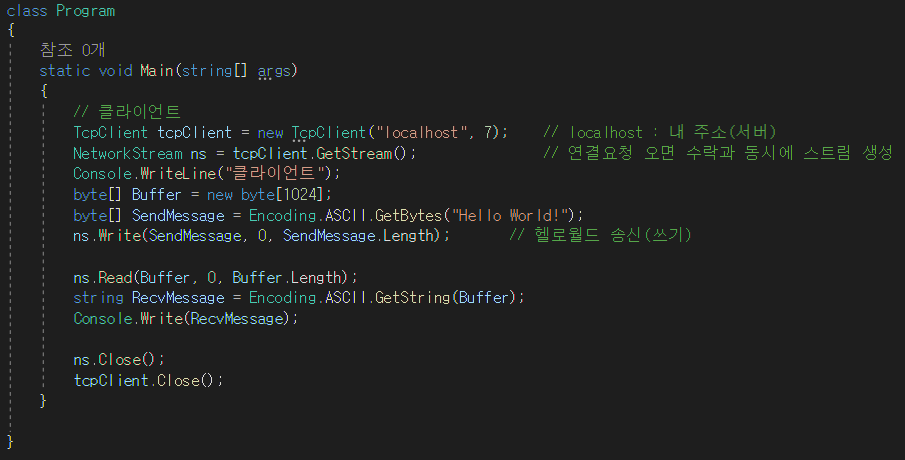 class Program
{
참조 0개
static void Main(string[] args)
{
// 클라이언트
TcpClient tcpClient = new TcpClient("localhost", 7); // localhost : 내 주소(서버)
NetworkStream ns = tcpClient.GetStream(); // 연결요청 오면 수락과 동시에 스트림 생성
Console.WriteLine("클라이언트");
byte[] Buffer = new byte[1024];
byte[] SendMessage = Encoding.ASCII.GetBytes("Hello World!");
ns.Write(SendMessage, 0, SendMessage.Length); // 헬로월드 송신(쓰기)
ns.Read(Buffer, 0, Buffer.Length);
string RecvMessage = Encoding.ASCII.GetString(Buffer);
Console.Write(RecvMessage);
ns.Close();
tcpClient.Close();
}
}